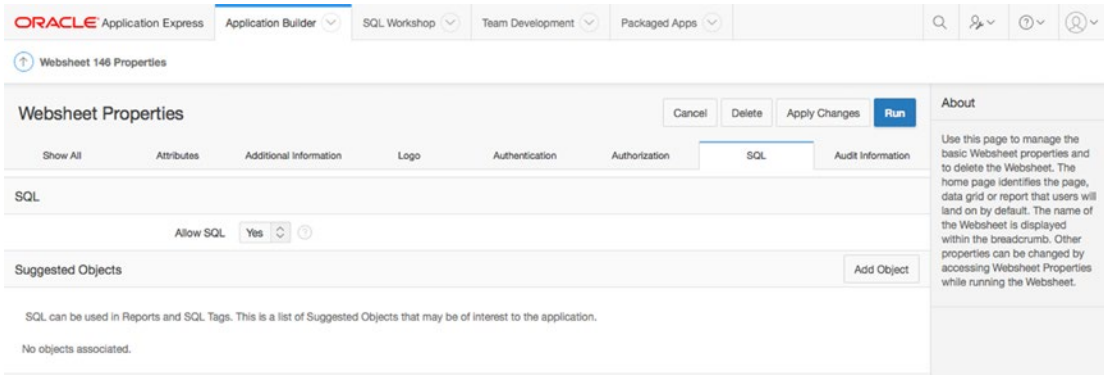 ORACLE Application Express Application Builder SQL Workshop Team Development Packaged Apps
Websheet 146 Properties
Websheet Properties
Cancel Delete Apply Changes Run
Show All Attributes Additional Information Logo Authentication Authorization SQL Audit Information
SQL
Allow SQL Yes
Suggested Objects
Add Object
SQL can be used in Reports and SQL Tags. This is a list of Suggested Objects that may be of interest to the application.
No objects associated.
About
Use this page to manage the
basic Websheet properties and
to delete the Websheet. The
home page identifies the page,
data grid or report that users will
land on by default. The name of
the Websheet is displayed
within the breadcrumb. Other
properties can be changed by
accessing Websheet Properties
while running the Websheet.